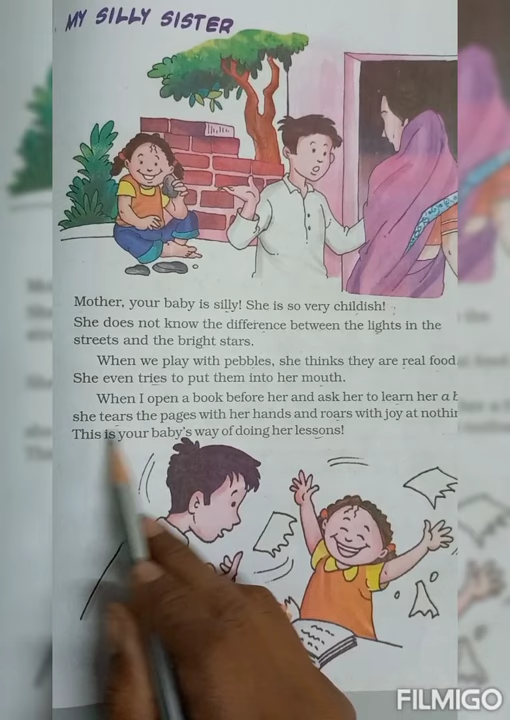 MY SILLY SISTER
Mother, your baby is silly! She is so very childish!
She does not know the difference between the lights in the
streets and the bright stars.
When we play with pebbles, she thinks they are real food
She even tries to put them into her mouth.
When I open a book before her and ask her to learn her a
she tears the pages with her hands and roars with joy at
This is your baby's way of doing her lessons!
FILMIGO